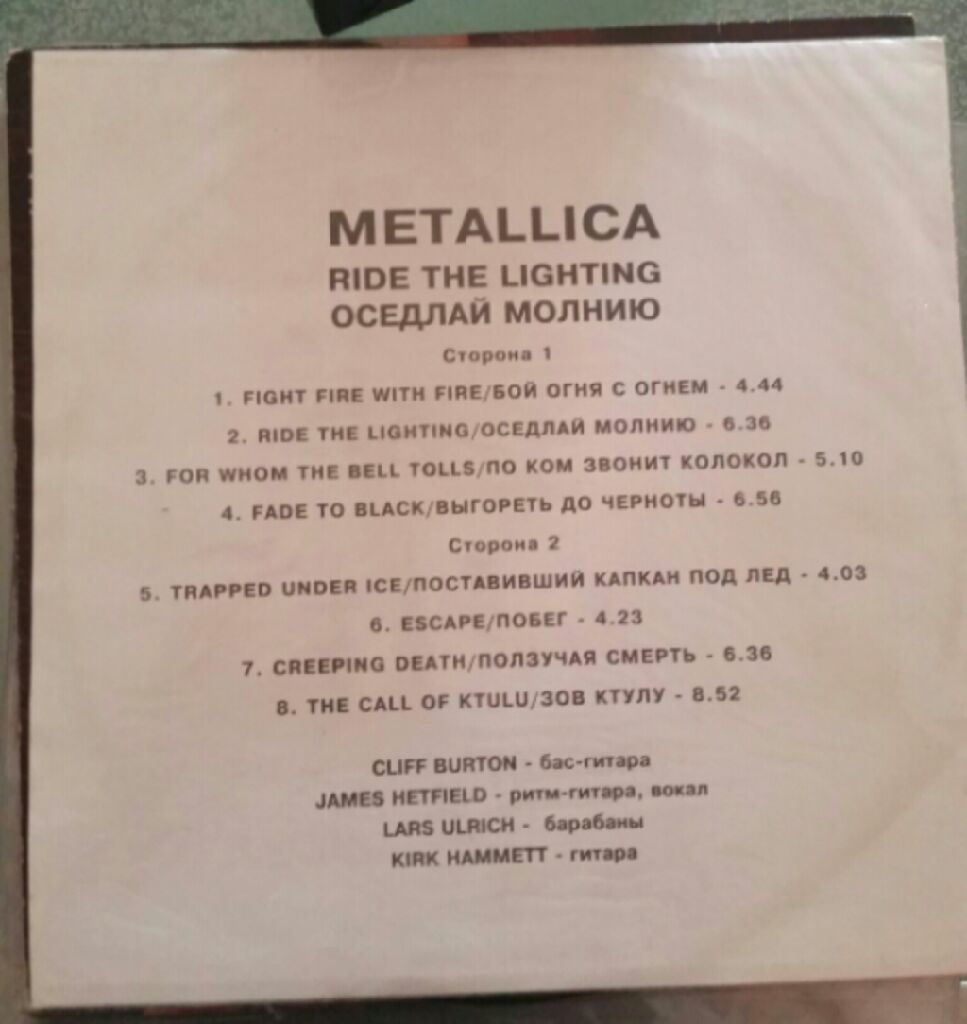 METALLICA
RIDE THE LIGHTING
ОСЕДЛАЙ МОЛНИЮ
Сторона 1
1. FIGHT FIRE WITH FIRE/БОЙ ОГНЯ С ОГНЕМ - 4.44
2. RIDE THE LIGHTING/ОСЕДЛАЙ МОЛНИЮ - 6.36
3. FOR WHOM THE BELL TOLLS/ПО КОМ ЗВОНИТ КОЛОКОЛ - 5.10
4. FADE TO BLACK/ВЫГОРЕТЬ ДО ЧЕРНОТЫ - 6.56
Сторона 2
5. TRAPPED UNDER ICE/ПОСТАВИВШИЙ КАПКАН ПОД ЛЕД - 4.03
6. ESCAPE/ПОБЕГ - 4.23
7. CREEPING DEATH/ПОЛЗУЧАЯ СМЕРТЬ - 6.36
8. THE CALL OF KTULU/ЗОВ КТУЛУ - 8.52
CLIFF BURTON - бас-гитара
JAMES HETFIELD - ритм-гитара, вокал
LARS ULRICH - барабаны
KIRK HAMMETT - гитара